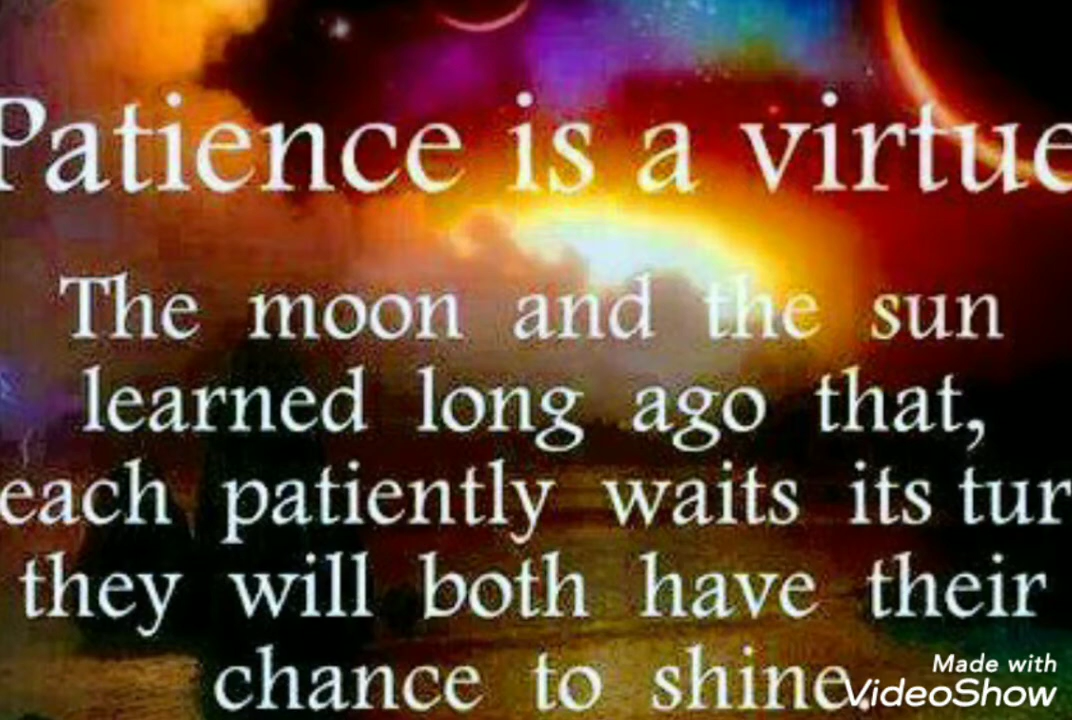 Patience is a virtue
The moon and the sun
learned long ago that,
each patiently waits its tur
they will both have their
chance to shine.
Made with
VideoShow